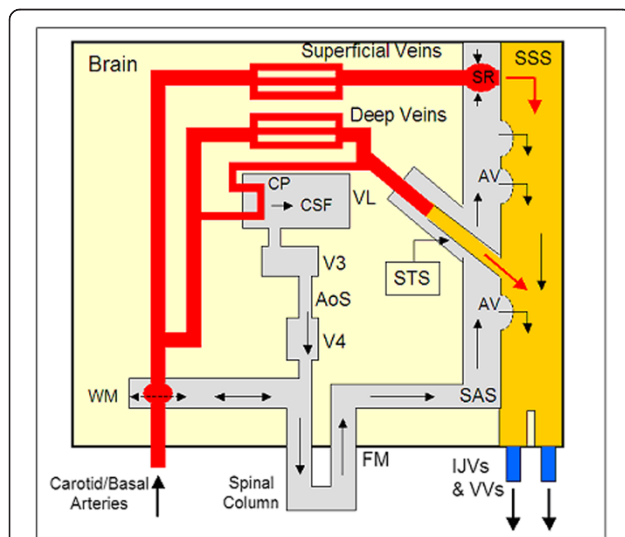 Superficial Veins
Brain
SSS
SR
Deep Veins
CP
CSF
VL
AV
V3
STS
AoS
AV
V4
WM
SAS
FM
Carotid/Basal
Arteries
Spinal
Column
IJVs
& VVs